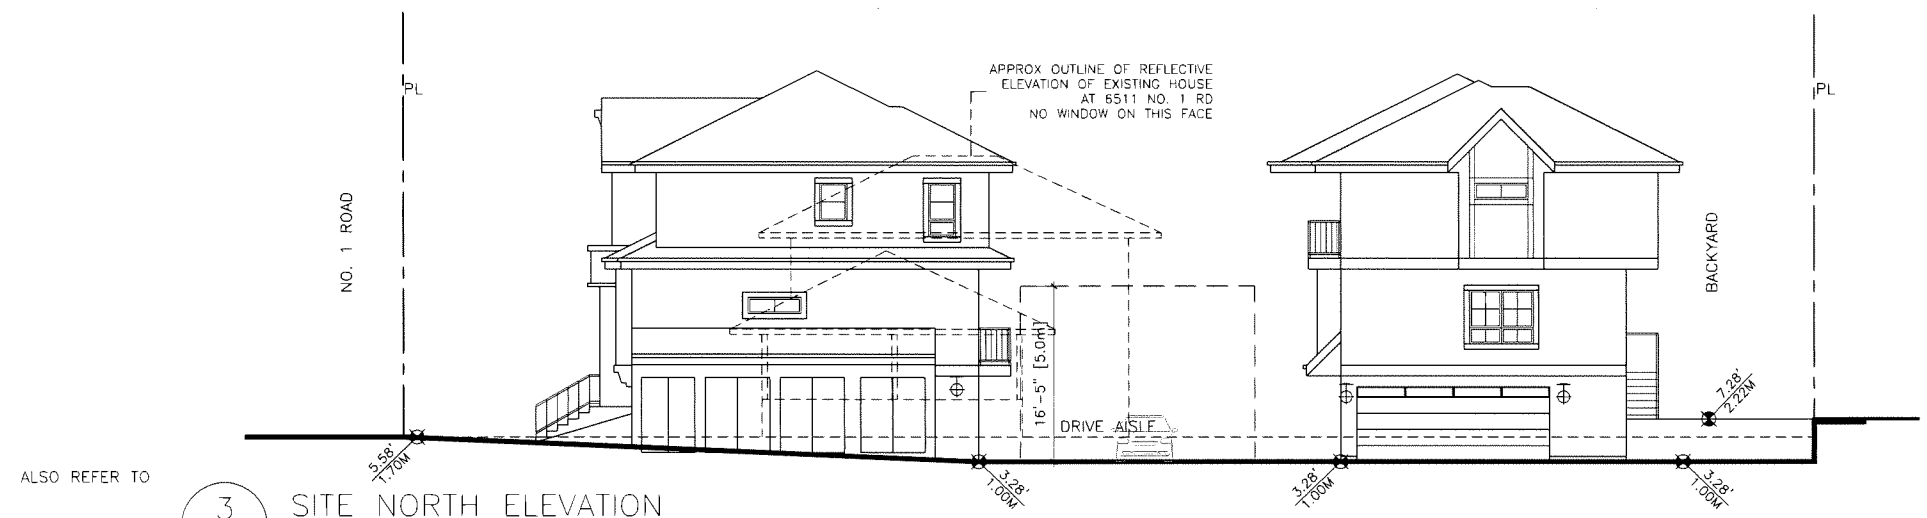 APPROX OUTLINE OF REFLECTIVE
ELEVATION OF EXISTING HOUSE
AT 6511 NO. 1 RD
NO WINDOW ON THIS FACE
PL
PL
NO. 1 ROAD
BACKYARD
16'-5" [5.0m]
DRIVE AISLE
7.28'
2.22M
5.58'
1.70M
3.28'
1.00M
3.28'
1.00M
3.28'
1.00M
ALSO REFER TO
3 SITE NORTH ELEVATION